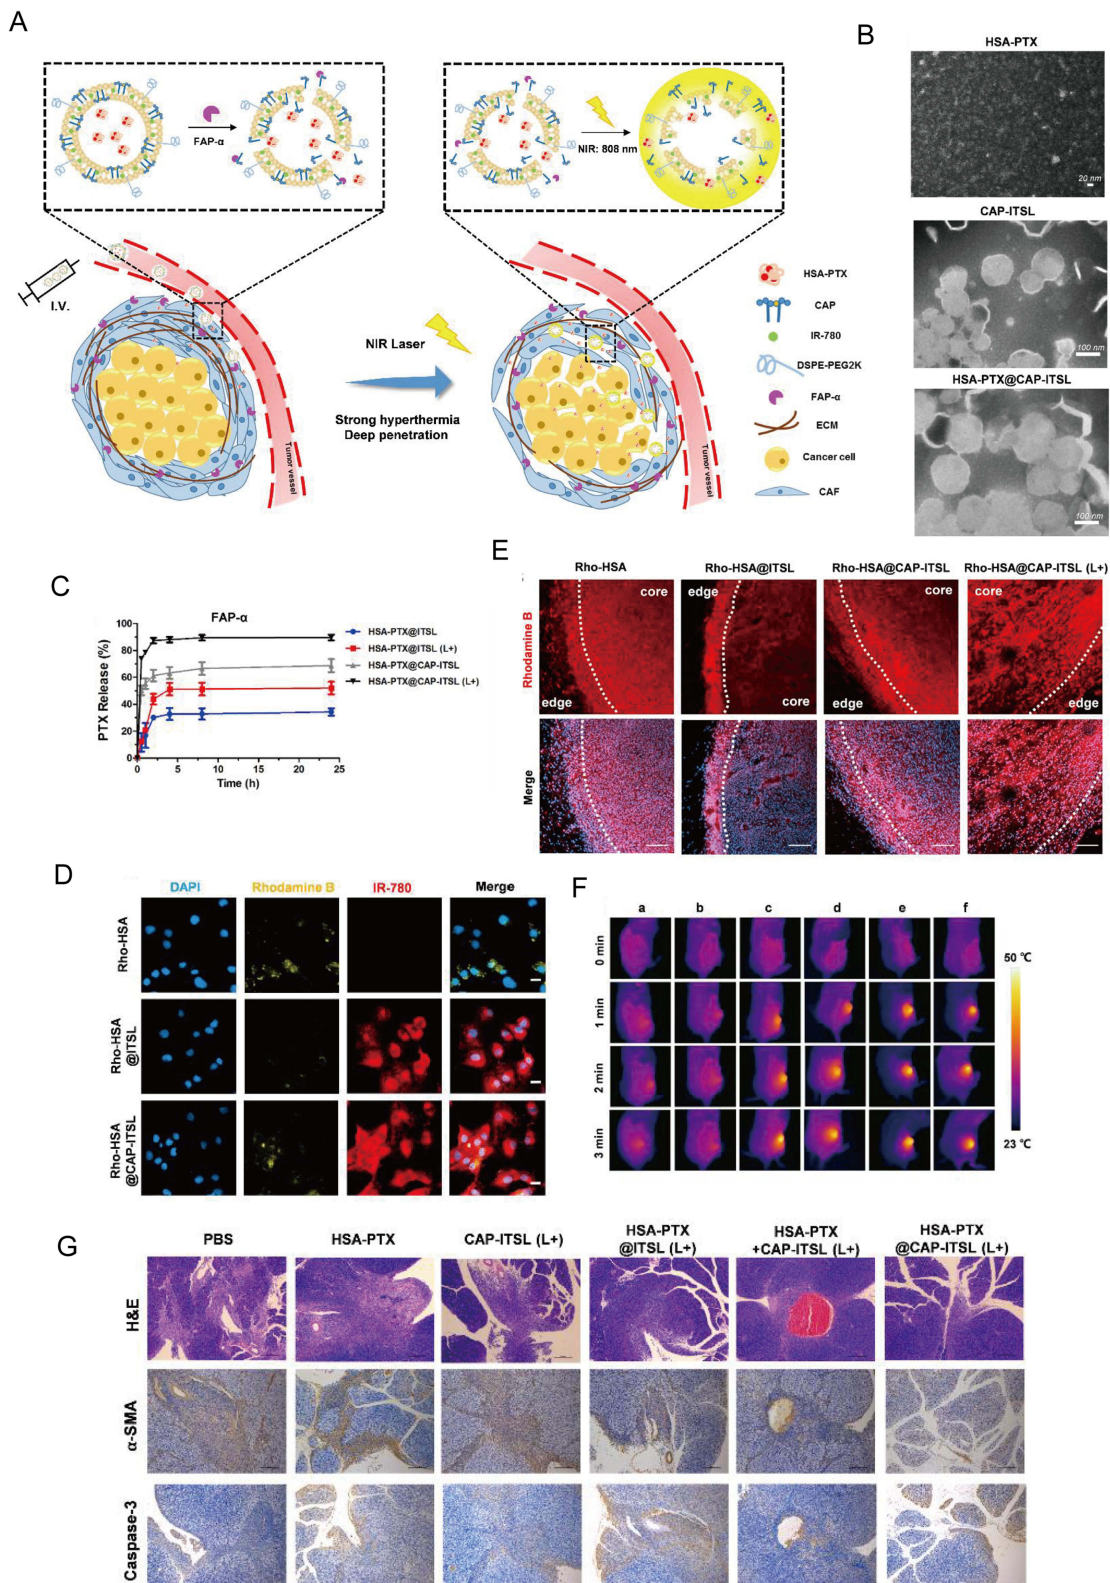 A
FAP-α
NIR: 808 nm
I.V.
NIR Laser
Strong hyperthermia
Deep penetration
Tumor vessel
Tumor vessel
HSA-PTX
CAP
IR-780
DSPE-PEG2K
FAP-α
ECM
Cancer cell
CAF
B
HSA-PTX
20 nm
CAP-ITSL
100 nm
HSA-PTX@CAP-ITSL
100 nm
C
FAP-α
PTX Release (%)
100
80
60
40
20
0
0 5 10 15 20 25
Time (h)
HSA-PTX@ITSL
HSA-PTX@ITSL (L+)
HSA-PTX@CAP-ITSL
HSA-PTX@CAP-ITSL (L+)
E
Rho-HSA
Rho-HSA@ITSL
Rho-HSA@CAP-ITSL
Rho-HSA@CAP-ITSL (L+)
Rhodamine B
core
edge
edge
core
core
edge
core
edge
Merge
D
DAPI
Rhodamine B
IR-780
Merge
Rho-HSA
Rho-HSA
@ITSL
Rho-HSA
@CAP-ITSL
F
a b c d e f
0 min
1 min
2 min
3 min
50 ℃
23 ℃
G
PBS
HSA-PTX
CAP-ITSL (L+)
HSA-PTX
@ITSL (L+)
HSA-PTX
+CAP-ITSL (L+)
HSA-PTX
@CAP-ITSL (L+)
H&E
α-SMA
Caspase-3